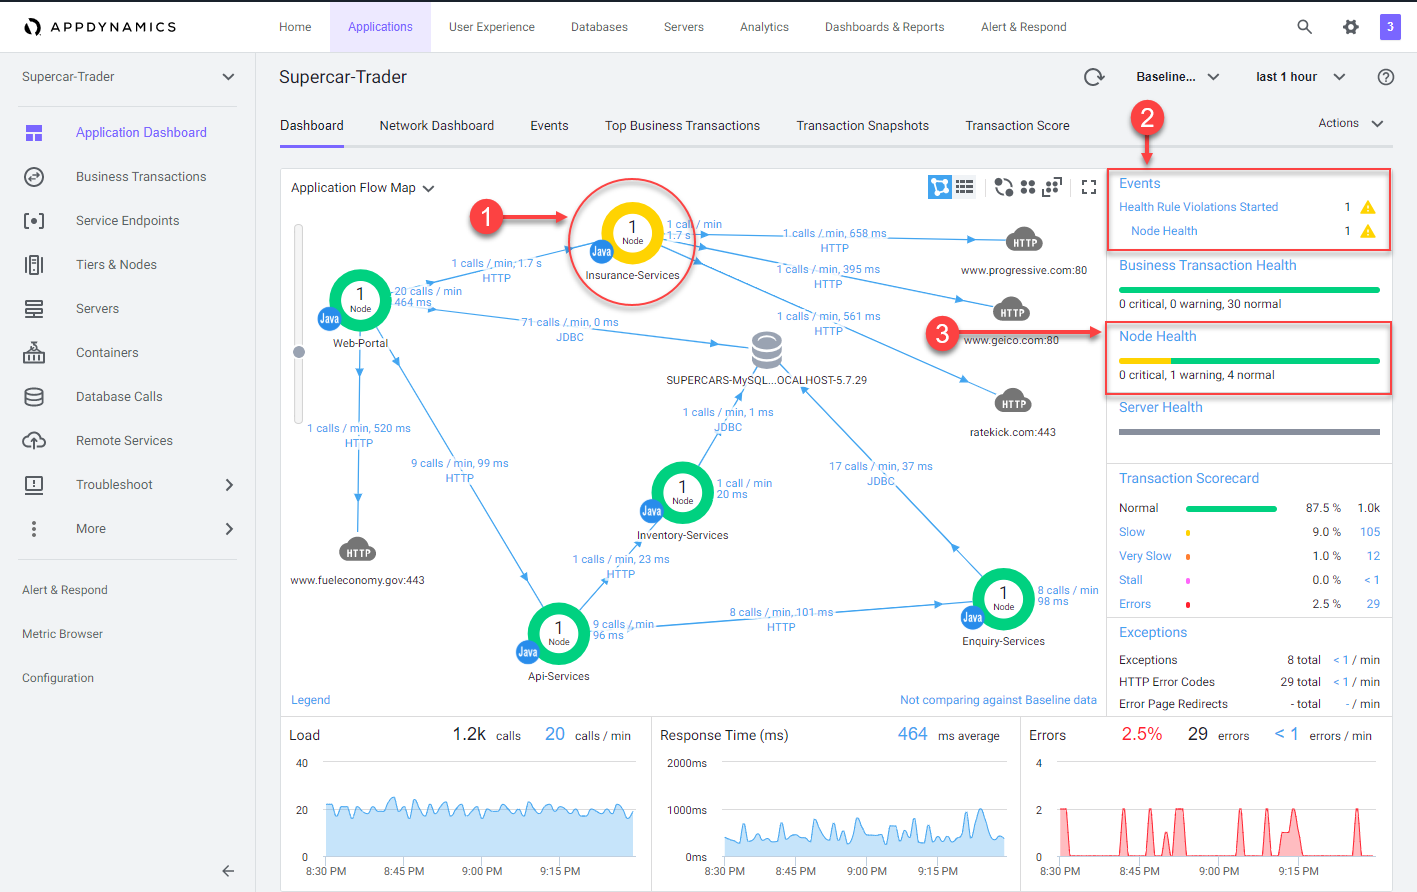 APPDYNAMICS
Home
Applications
User Experience
Databases
Servers
Analytics
Dashboards & Reports
Alert & Respond
3
Supercar-Trader
Application Dashboard
Business Transactions
Service Endpoints
Tiers & Nodes
Servers
Containers
Database Calls
Remote Services
Troubleshoot
More
Alert & Respond
Metric Browser
Configuration
Supercar-Trader
Baseline...
last 1 hour
Dashboard
Network Dashboard
Events
Top Business Transactions
Transaction Snapshots
Transaction Score
Actions
Application Flow Map
1
1
Node
Java
Insurance-Services
1 call / min
1.7 s
1 calls / min, 1.7 s
HTTP
1 calls / min, 658 ms
HTTP
HTTP
www.progressive.com:80
1 calls / min, 395 ms
HTTP
HTTP
www.geico.com:80
1 calls / min, 561 ms
HTTP
HTTP
ratekick.com:443
1
Node
Java
Web-Portal
20 calls / min
464 ms
71 calls / min, 0 ms
JDBC
SUPERCARS-MySQL...OCALHOST-5.7.29
1 calls / min, 520 ms
HTTP
HTTP
www.fueleconomy.gov:443
9 calls / min, 99 ms
HTTP
1 calls / min, 1 ms
JDBC
1
Node
Java
Inventory-Services
1 call / min
20 ms
17 calls / min, 37 ms
JDBC
1 calls / min, 23 ms
HTTP
1
Node
Java
Api-Services
9 calls / min
96 ms
8 calls / min, 101 ms
HTTP
1
Node
Java
Enquiry-Services
8 calls / min
98 ms
Legend
Not comparing against Baseline data
2
Events
Health Rule Violations Started 1
Node Health 1
Business Transaction Health
0 critical, 0 warning, 30 normal
3
Node Health
0 critical, 1 warning, 4 normal
Server Health
Transaction Scorecard
Normal 87.5 % 1.0k
Slow 9.0 % 105
Very Slow 1.0 % 12
Stall 0.0 % < 1
Errors 2.5 % 29
Exceptions
Exceptions 8 total < 1 / min
HTTP Error Codes 29 total < 1 / min
Error Page Redirects - total - / min
Load 1.2k calls 20 calls / min
40
20
0
8:30 PM 8:45 PM 9:00 PM 9:15 PM
Response Time (ms) 464 ms average
2000ms
1000ms
0ms
8:30 PM 8:45 PM 9:00 PM 9:15 PM
Errors 2.5% 29 errors < 1 errors / min
4
2
0
8:30 PM 8:45 PM 9:00 PM 9:15 PM